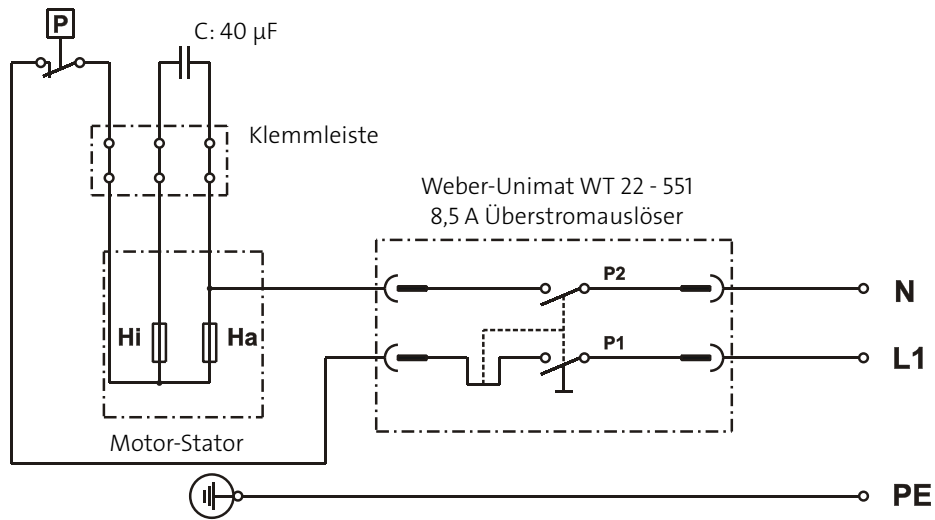 P
C: 40 µF
Klemmleiste
Weber-Unimat WT 22 - 551
8,5 A Überstromauslöser
P2
N
Hi
Ha
P1
L1
Motor-Stator
PE